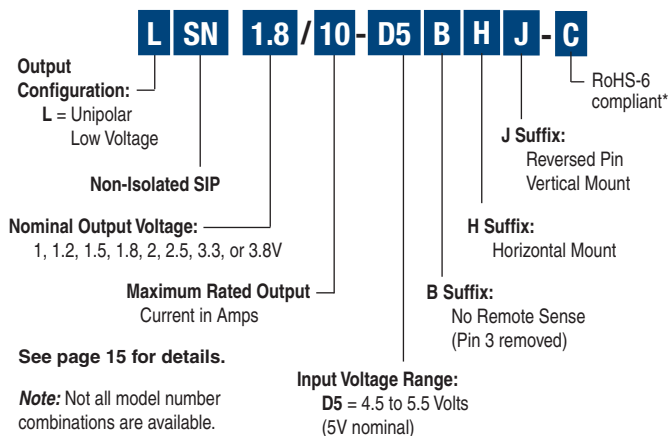 L SN 1.8 / 10 - D5 B H J - C
Output
Configuration:
L = Unipolar
Low Voltage
Non-Isolated SIP
Nominal Output Voltage:
1, 1.2, 1.5, 1.8, 2, 2.5, 3.3, or 3.8V
Maximum Rated Output
Current in Amps
See page 15 for details.
Note: Not all model number
combinations are available.
Input Voltage Range:
D5 = 4.5 to 5.5 Volts
(5V nominal)
B Suffix:
No Remote Sense
(Pin 3 removed)
H Suffix:
Horizontal Mount
J Suffix:
Reversed Pin
Vertical Mount
RoHS-6
compliant*